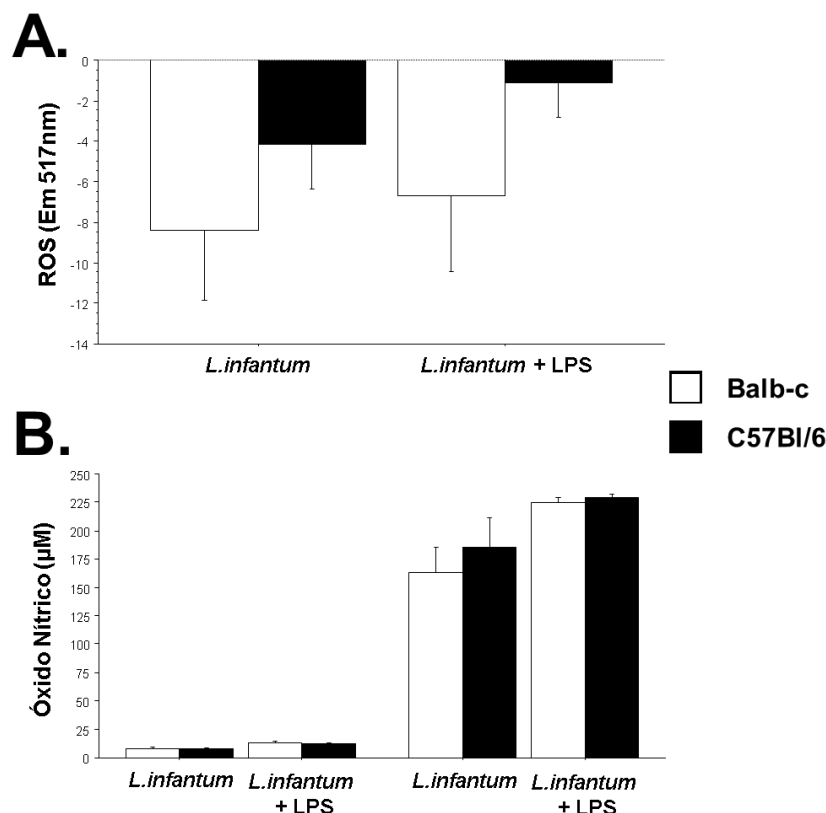 A.
ROS (Em 517nm)
0
-2
-4
-6
-8
-10
-12
-14
L.infantum
L.infantum + LPS
Balb-c
C57Bl/6
B.
Óxido Nítrico (µM)
250
225
200
175
150
125
100
75
50
25
0
L.infantum
L.infantum
+ LPS
L.infantum
L.infantum
+ LPS